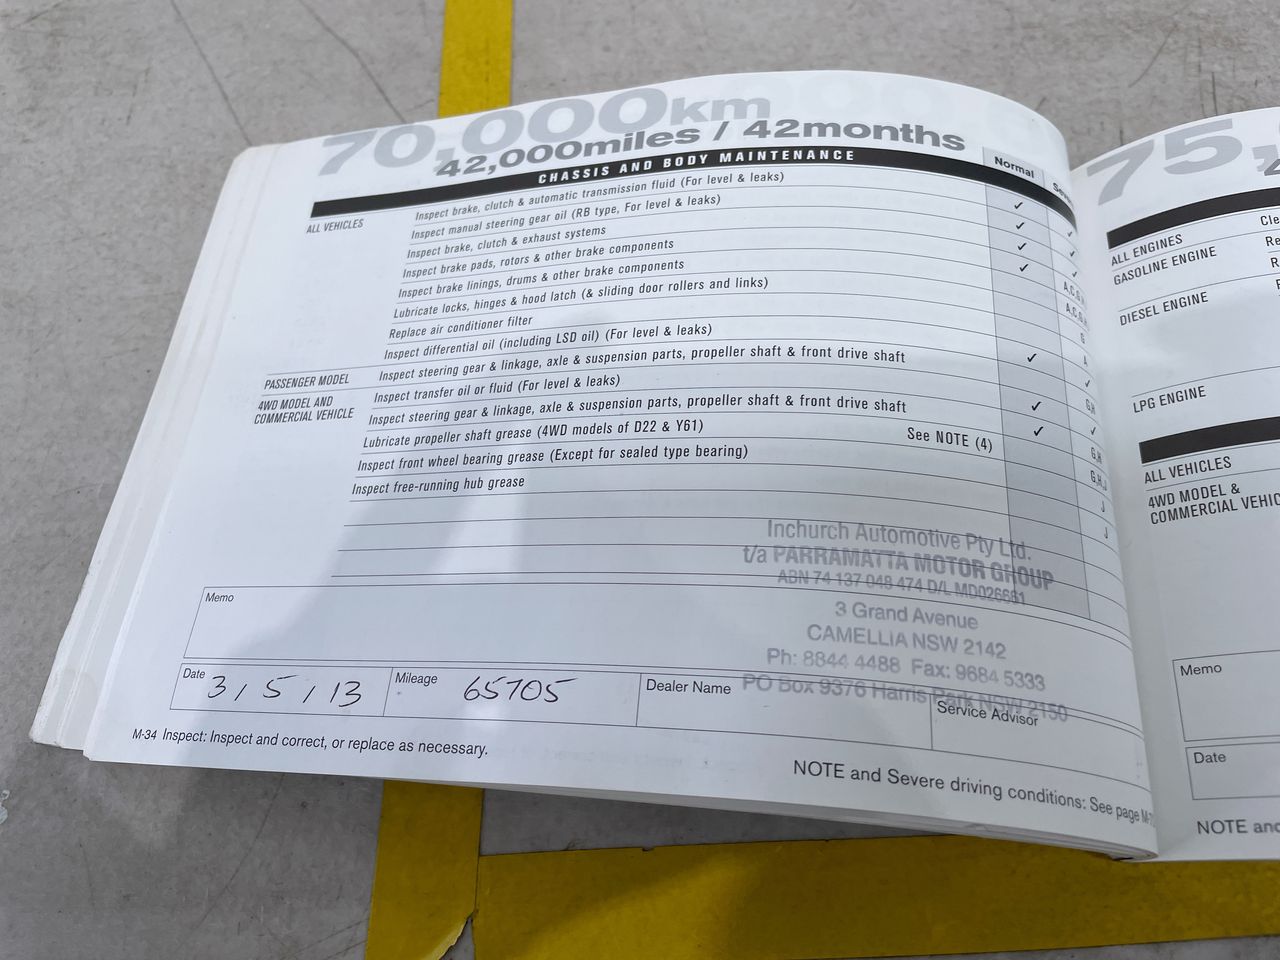 70,000km
42,000miles / 42months
CHASSIS AND BODY MAINTENANCE
Normal
ALL VEHICLES
Inspect brake, clutch & automatic transmission fluid (For level & leaks) ✓
Inspect manual steering gear oil (RB type, For level & leaks) ✓ ✓
Inspect brake, clutch & exhaust systems ✓ ✓
Inspect brake pads, rotors & other brake components ✓ ✓
Inspect brake linings, drums & other brake components
Lubricate locks, hinges & hood latch (& sliding door rollers and links)
Replace air conditioner filter G
Inspect differential oil (including LSD oil) (For level & leaks) ✓ A
PASSENGER MODEL Inspect steering gear & linkage, axle & suspension parts, propeller shaft & front drive shaft ✓
4WD MODEL AND
COMMERCIAL VEHICLE
Inspect transfer oil or fluid (For level & leaks) ✓ G,H
Inspect steering gear & linkage, axle & suspension parts, propeller shaft & front drive shaft ✓ ✓
Lubricate propeller shaft grease (4WD models of D22 & Y61) See NOTE (4) G,H
Inspect front wheel bearing grease (Except for sealed type bearing) G,H,J
Inspect free-running hub grease J
J
Inchurch Automotive Pty Ltd.
t/a PARRAMATTA MOTOR GROUP
ABN 74 137 048 474 D/L MD026661
3 Grand Avenue
CAMELLIA NSW 2142
Ph: 8844 4488 Fax: 9684 5333
PO Box 9376 Harris Park NSW 2150
Memo
Date 3/5/13 Mileage 65705 Dealer Name Service Advisor
M-34 Inspect: Inspect and correct, or replace as necessary.
NOTE and Severe driving conditions: See page
75
ALL ENGINES
GASOLINE ENGINE
DIESEL ENGINE
LPG ENGINE
ALL VEHICLES
4WD MODEL &
COMMERCIAL
Memo
Date
NOTE